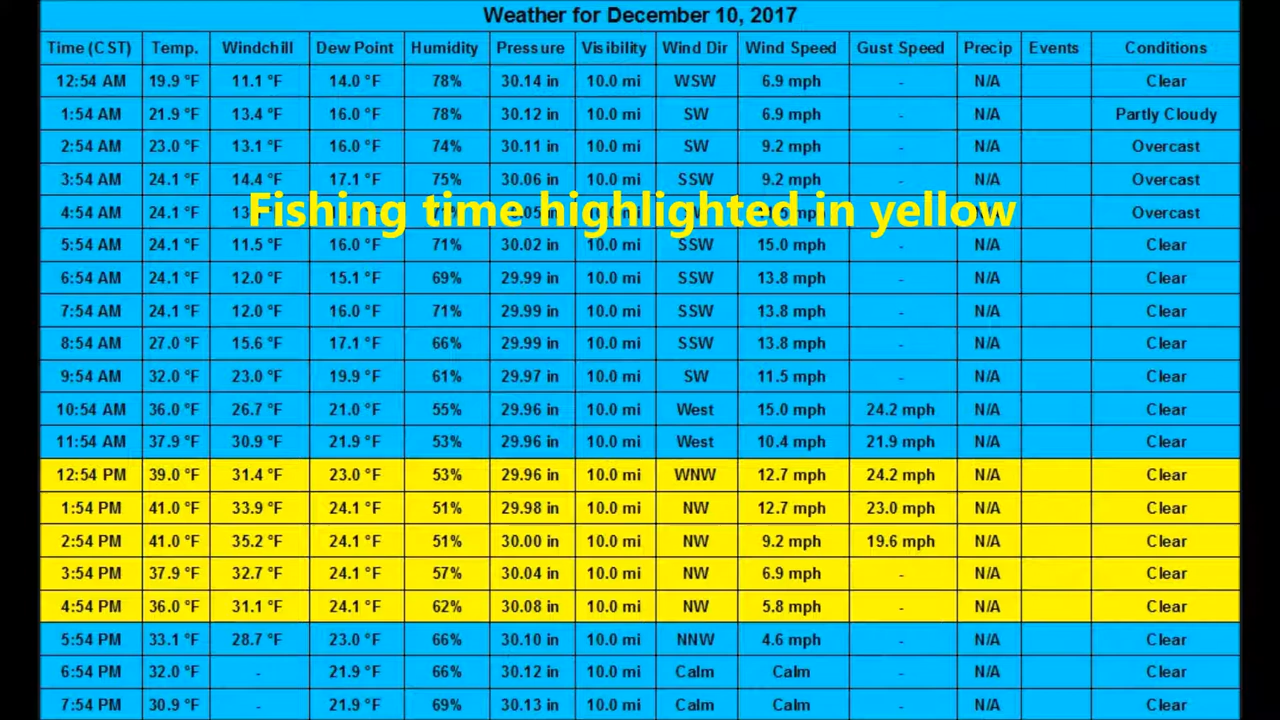 Weather for December 10, 2017
Time (CST) Temp. Windchill Dew Point Humidity Pressure Visibility Wind Dir Wind Speed Gust Speed Precip Events Conditions
12:54 AM 19.9 °F 11.1 °F 14.0 °F 78% 30.14 in 10.0 mi WSW 6.9 mph - N/A Clear
1:54 AM 21.9 °F 13.4 °F 16.0 °F 78% 30.12 in 10.0 mi SW 6.9 mph - N/A Partly Cloudy
2:54 AM 23.0 °F 13.1 °F 16.0 °F 74% 30.11 in 10.0 mi SW 9.2 mph - N/A Overcast
3:54 AM 24.1 °F 14.4 °F 17.1 °F 75% 30.06 in 10.0 mi SSW 9.2 mph - N/A Overcast
Fishing time highlighted in yellow
4:54 AM 24.1 °F Overcast
5:54 AM 24.1 °F 11.5 °F 16.0 °F 71% 30.02 in 10.0 mi SSW 15.0 mph - N/A Clear
6:54 AM 24.1 °F 12.0 °F 15.1 °F 69% 29.99 in 10.0 mi SSW 13.8 mph - N/A Clear
7:54 AM 24.1 °F 12.0 °F 16.0 °F 71% 29.99 in 10.0 mi SSW 13.8 mph - N/A Clear
8:54 AM 27.0 °F 15.6 °F 17.1 °F 66% 29.99 in 10.0 mi SSW 13.8 mph - N/A Clear
9:54 AM 32.0 °F 23.0 °F 19.9 °F 61% 29.97 in 10.0 mi SW 11.5 mph - N/A Clear
10:54 AM 36.0 °F 26.7 °F 21.0 °F 55% 29.96 in 10.0 mi West 15.0 mph 24.2 mph N/A Clear
11:54 AM 37.9 °F 30.9 °F 21.9 °F 53% 29.96 in 10.0 mi West 10.4 mph 21.9 mph N/A Clear
12:54 PM 39.0 °F 31.4 °F 23.0 °F 53% 29.96 in 10.0 mi WNW 12.7 mph 24.2 mph N/A Clear
1:54 PM 41.0 °F 33.9 °F 24.1 °F 51% 29.98 in 10.0 mi NW 12.7 mph 23.0 mph N/A Clear
2:54 PM 41.0 °F 35.2 °F 24.1 °F 51% 30.00 in 10.0 mi NW 9.2 mph 19.6 mph N/A Clear
3:54 PM 37.9 °F 32.7 °F 24.1 °F 57% 30.04 in 10.0 mi NW 6.9 mph - N/A Clear
4:54 PM 36.0 °F 31.1 °F 24.1 °F 62% 30.08 in 10.0 mi NW 5.8 mph - N/A Clear
5:54 PM 33.1 °F 28.7 °F 23.0 °F 66% 30.10 in 10.0 mi NNW 4.6 mph - N/A Clear
6:54 PM 32.0 °F - 21.9 °F 66% 30.12 in 10.0 mi Calm Calm - N/A Clear
7:54 PM 30.9 °F - 21.9 °F 69% 30.13 in 10.0 mi Calm Calm - N/A Clear